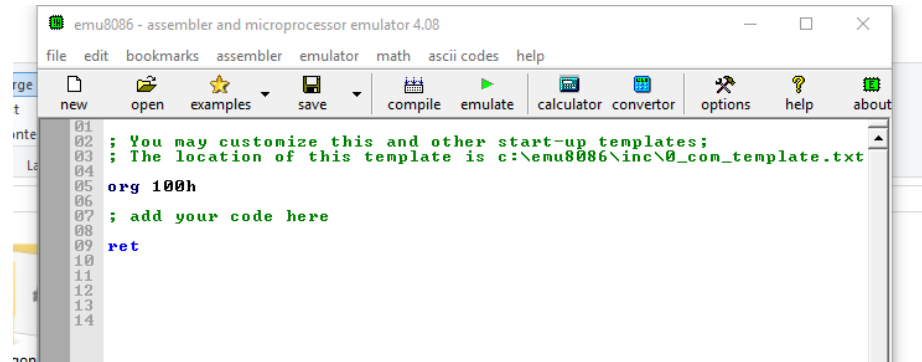 emu8086 - assembler and microprocessor emulator 4.08
file edit bookmarks assembler emulator math ascii codes help
new open examples save compile emulate calculator convertor options help about
01
02 ; You may customize this and other start-up templates;
03 ; The location of this template is c:\emu8086\inc\0_com_template.txt
04
05 org 100h
06
07 ; add your code here
08
09 ret
10
11
12
13
14